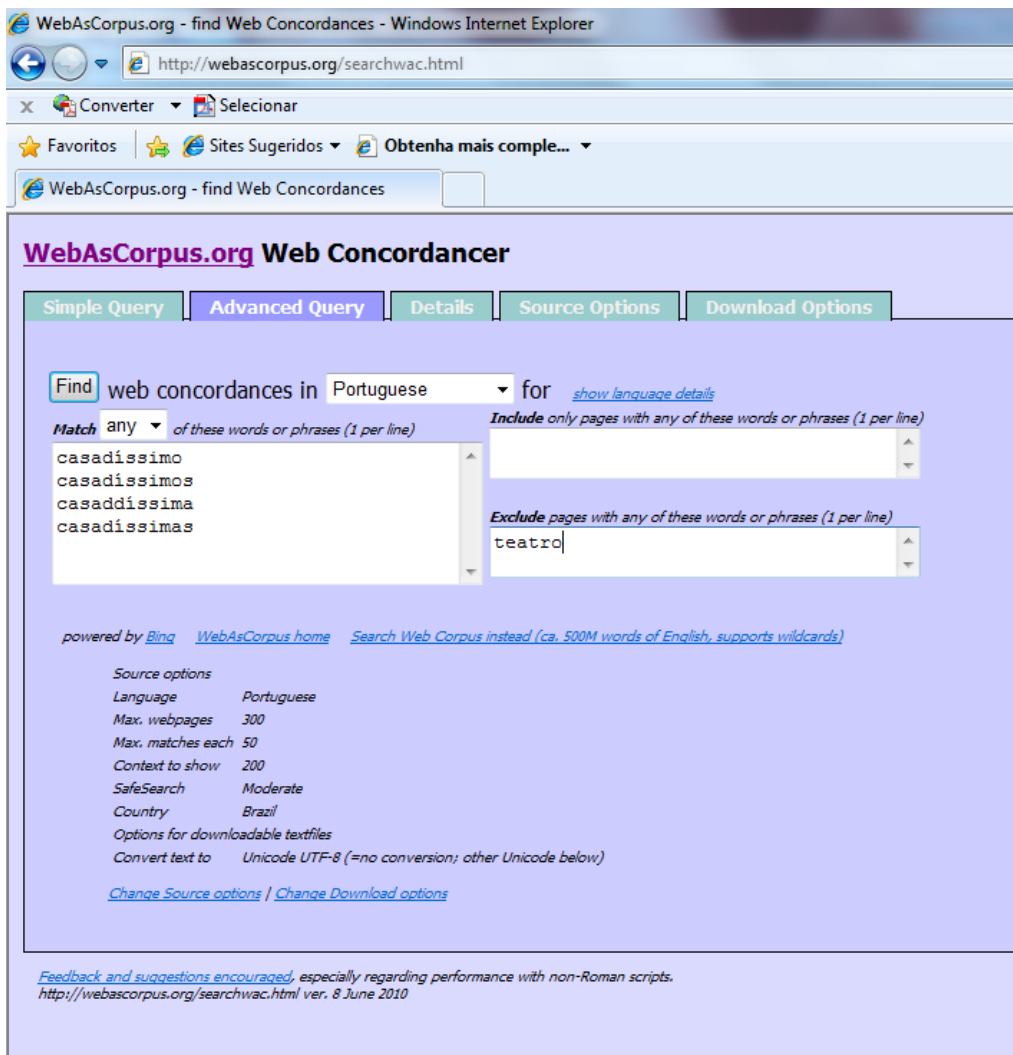 WebAsCorpus.org - find Web Concordances - Windows Internet Explorer
http://webascorpus.org/searchwac.html
x Converter Selecionar
Favoritos Sites Sugeridos Obtenha mais comple...
WebAsCorpus.org - find Web Concordances
WebAsCorpus.org Web Concordancer
Simple Query Advanced Query Details Source Options Download Options
Find web concordances in Portuguese for show language details
Match any of these words or phrases (1 per line)
casadíssimo
casadíssimos
casaddíssima
casadíssimas
Include only pages with any of these words or phrases (1 per line)
Exclude pages with any of these words or phrases (1 per line)
teatro
powered by Bing WebAsCorpus home Search Web Corpus instead (ca. 500M words of English, supports wildcards)
Source options
Language Portuguese
Max. webpages 300
Max. matches each 50
Context to show 200
SafeSearch Moderate
Country Brazil
Options for downloadable textfiles
Convert text to Unicode UTF-8 (=no conversion; other Unicode below)
Change Source options | Change Download options
Feedback and suggestions encouraged, especially regarding performance with non-Roman scripts.
http://webascorpus.org/searchwac.html ver. 8 June 2010